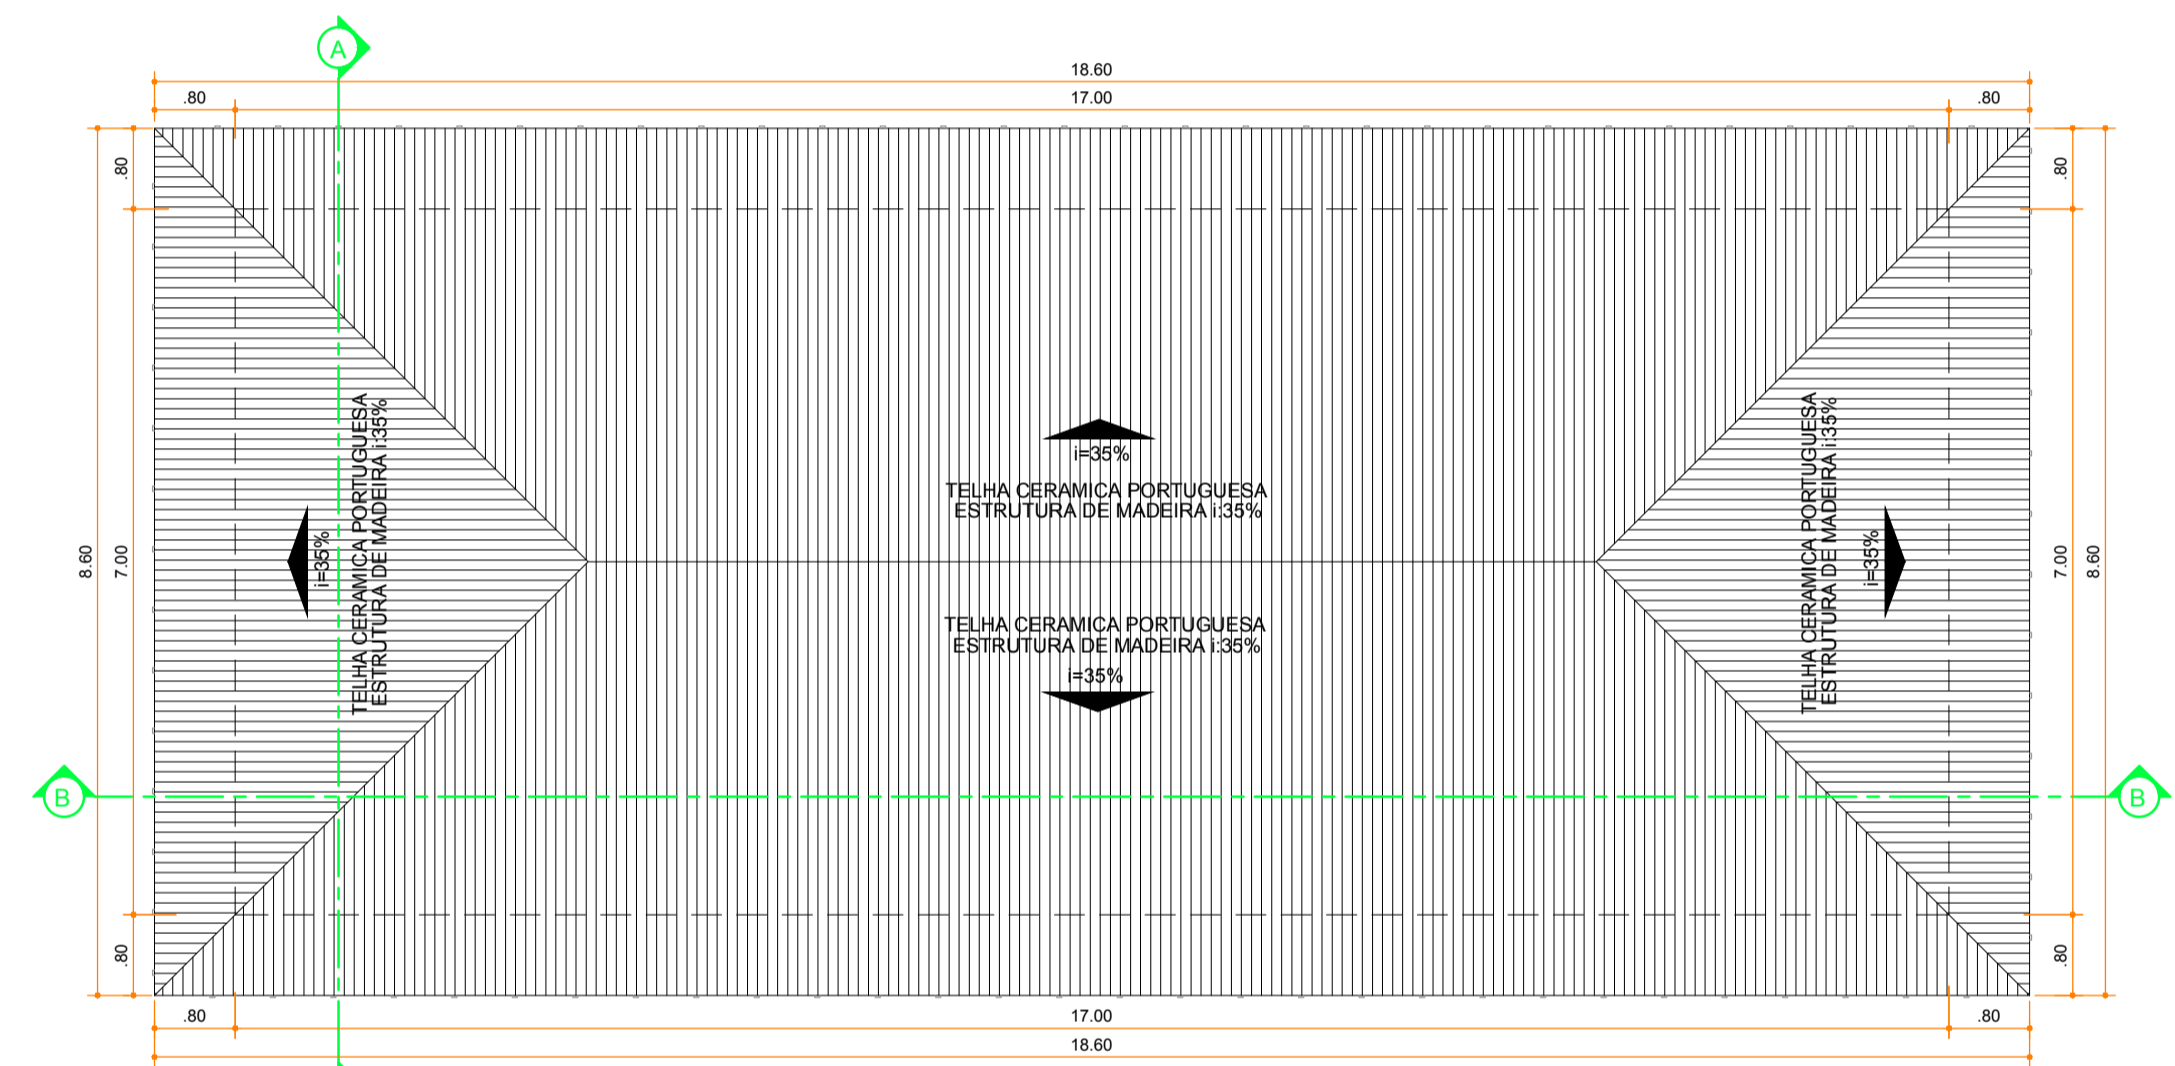 A
18.60
.80
17.00
.80
.80
.80
i=35%
TELHA CERAMICA PORTUGUESA
ESTRUTURA DE MADEIRA i:35%
8.60
7.00
i=35%
TELHA CERAMICA PORTUGUESA
ESTRUTURA DE MADEIRA i:35%
TELHA CERAMICA PORTUGUESA
ESTRUTURA DE MADEIRA i:35%
i=35%
7.00
8.60
TELHA CERAMICA PORTUGUESA
ESTRUTURA DE MADEIRA i:35%
i=35%
B
B
.80
.80
.80
17.00
.80
18.60